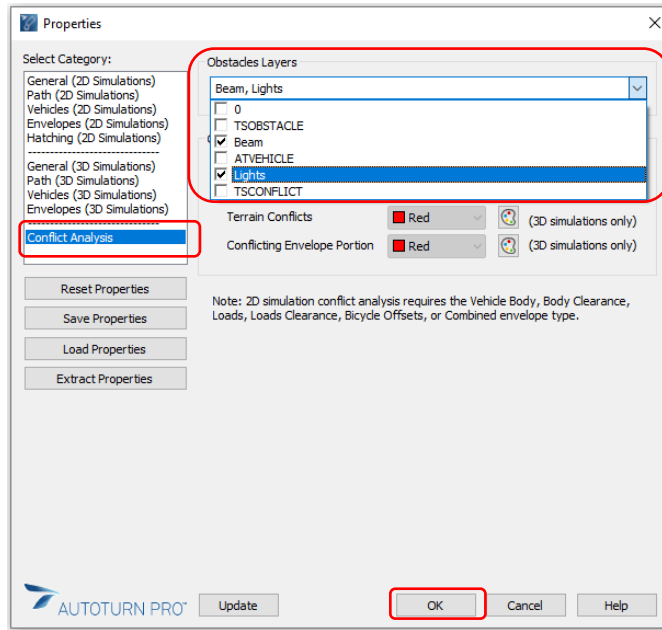 Properties
Select Category:
General (2D Simulations)
Path (2D Simulations)
Vehicles (2D Simulations)
Envelopes (2D Simulations)
Hatching (2D Simulations)
------------------------------
General (3D Simulations)
Path (3D Simulations)
Vehicles (3D Simulations)
Envelopes (3D Simulations)
------------------------------
Conflict Analysis
Reset Properties
Save Properties
Load Properties
Extract Properties
Obstacles Layers
Beam, Lights
0
TSOBSTACLE
Beam
ATVEHICLE
Lights
TSCONFLICT
Terrain Conflicts Red (3D simulations only)
Conflicting Envelope Portion Red (3D simulations only)
Note: 2D simulation conflict analysis requires the Vehicle Body, Body Clearance,
Loads, Loads Clearance, Bicycle Offsets, or Combined envelope type.
AUTOTURN PRO™
Update OK Cancel Help